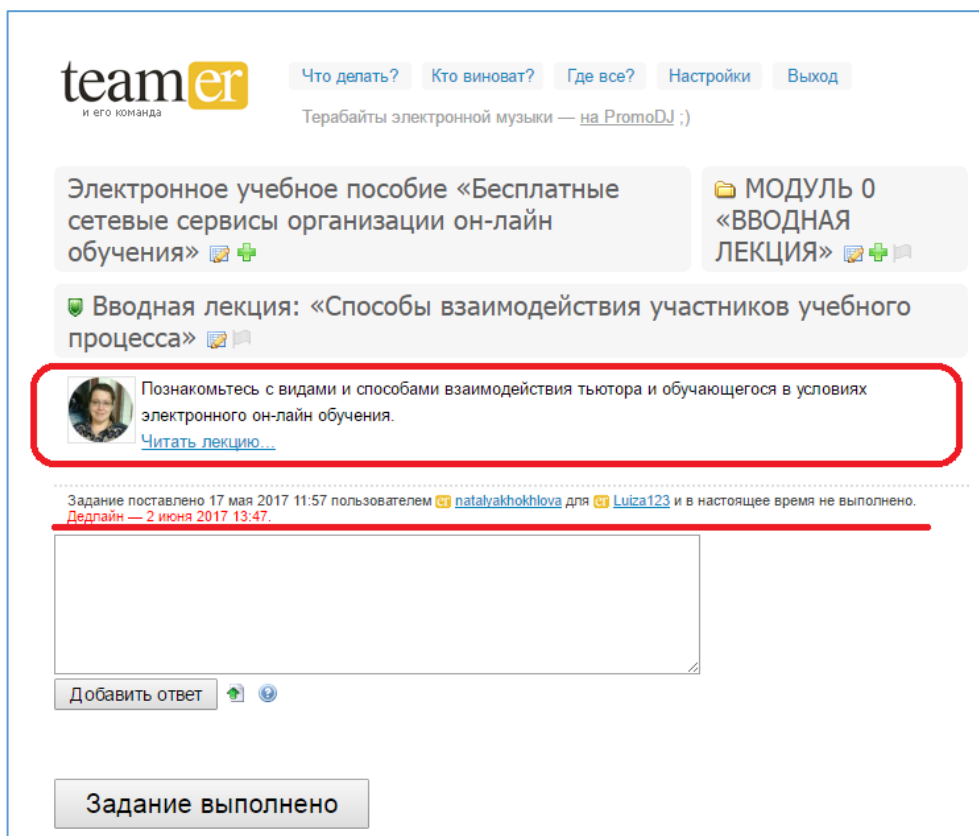 teamer
и его команда
Что делать? Кто виноват? Где все? Настройки Выход
Терабайты электронной музыки — на PromoDJ ;)
Электронное учебное пособие «Бесплатные
сетевые сервисы организации он-лайн
обучения»
МОДУЛЬ 0
«ВВОДНАЯ
ЛЕКЦИЯ»
Вводная лекция: «Способы взаимодействия участников учебного
процесса»
Познакомьтесь с видами и способами взаимодействия тьютора и обучающегося в условиях
электронного он-лайн обучения.
Читать лекцию...
Задание поставлено 17 мая 2017 11:57 пользователем er natalyakhokhlova для er Luiza123 и в настоящее время не выполнено.
Дедлайн — 2 июня 2017 13:47.
Добавить ответ
Задание выполнено